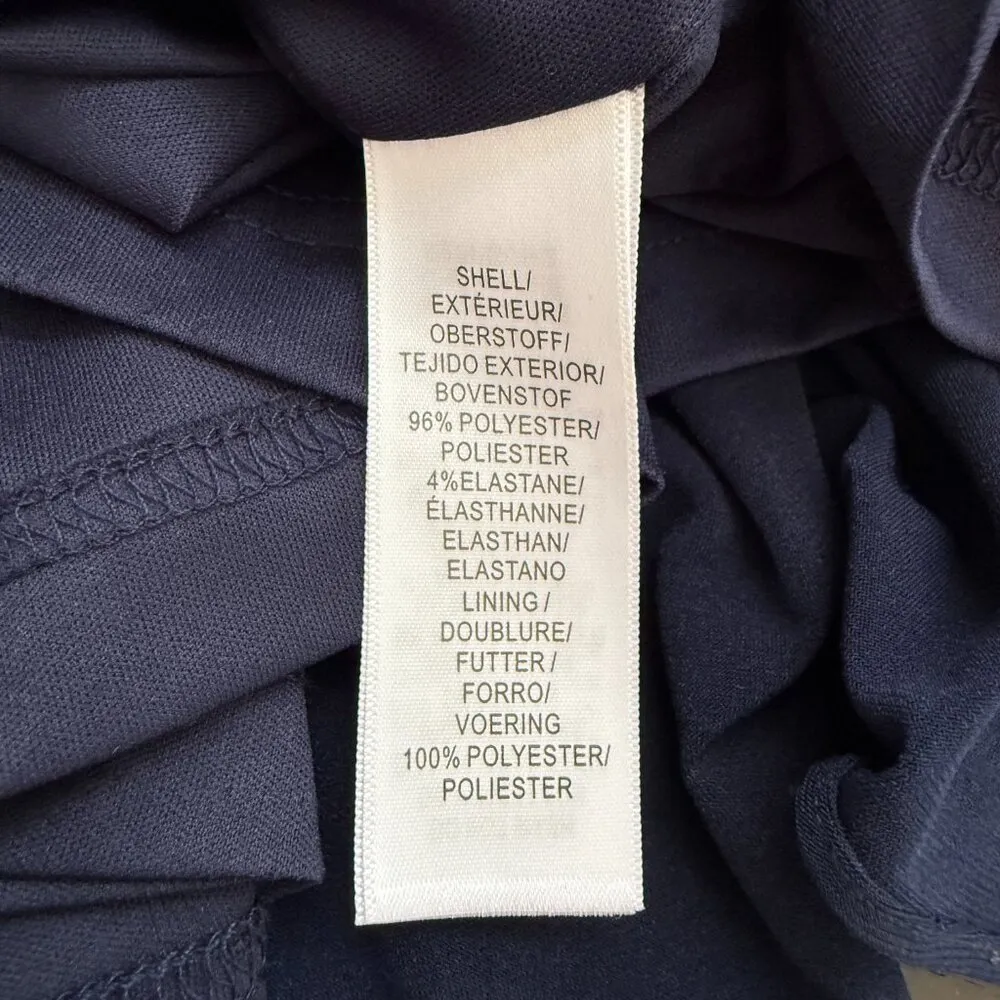 SHELL/
EXTÉRIEUR/
OBERSTOFF/
TEJIDO EXTERIOR/
BOVENSTOF
96% POLYESTER/
POLIESTER
4%ELASTANE/
ÉLASTHANNE/
ELASTHAN/
ELASTANO
LINING /
DOUBLURE/
FUTTER /
FORRO/
VOERING
100% POLYESTER/
POLIESTER